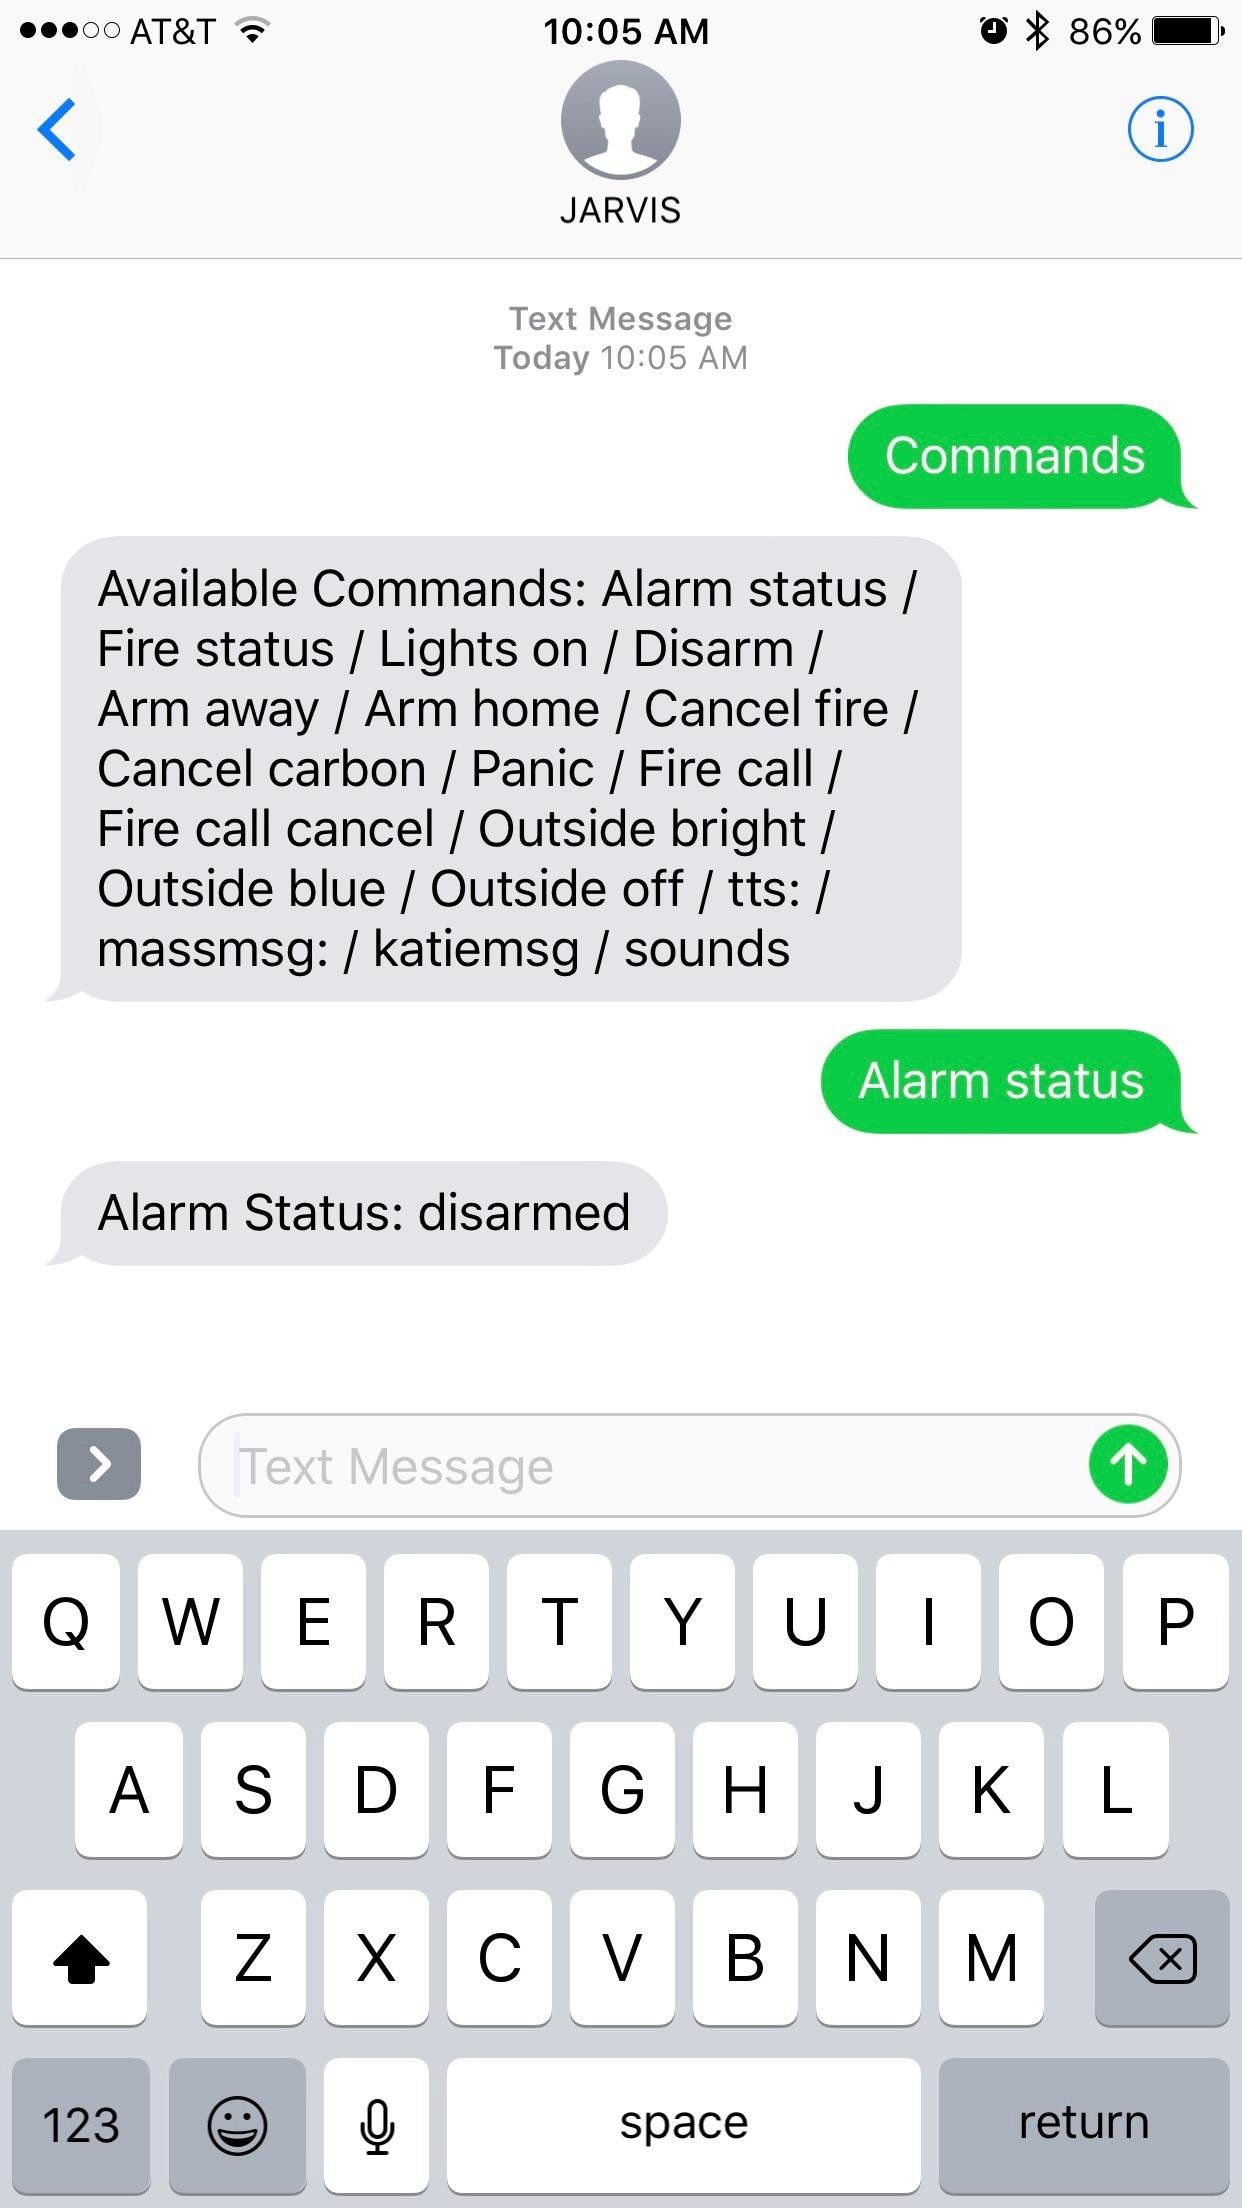 AT&T 10:05 AM 86%
JARVIS
Text Message
Today 10:05 AM
Commands
Available Commands: Alarm status /
Fire status / Lights on / Disarm /
Arm away / Arm home / Cancel fire /
Cancel carbon / Panic / Fire call /
Fire call cancel / Outside bright /
Outside blue / Outside off / tts: /
massmsg: / katiemsg / sounds
Alarm status
Alarm Status: disarmed
Text Message
Q W E R T Y U I O P
A S D F G H J K L
Z X C V B N M
123 space return